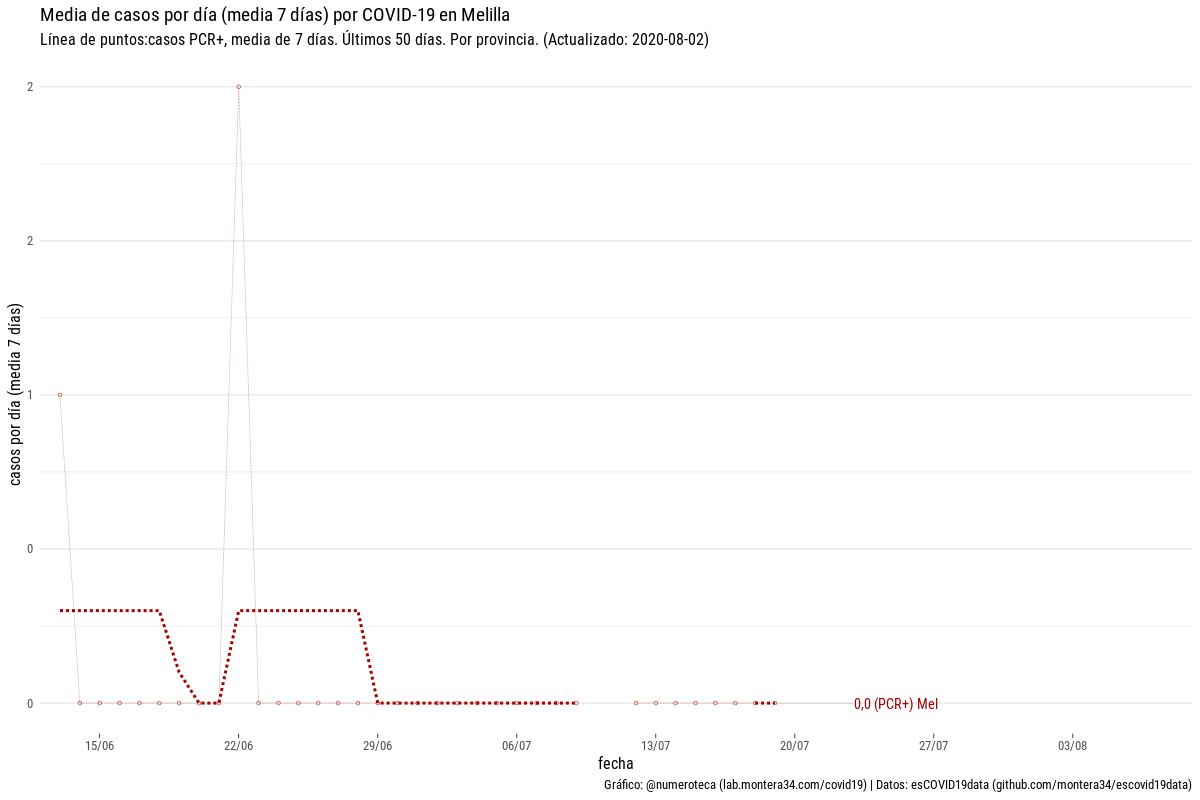 Media de casos por día (media 7 días) por COVID-19 en Melilla
Línea de puntos:casos PCR+, media de 7 días. Últimos 50 días. Por provincia. (Actualizado: 2020-08-02)
casos por día (media 7 días)
2
2
1
0
0
0,0 (PCR+) Mel
15/06
22/06
29/06
06/07
13/07
20/07
27/07
03/08
fecha
Gráfico: @numeroteca (lab.montera34.com/covid19) | Datos: esCOVID19data (github.com/montera34/escovid19data)